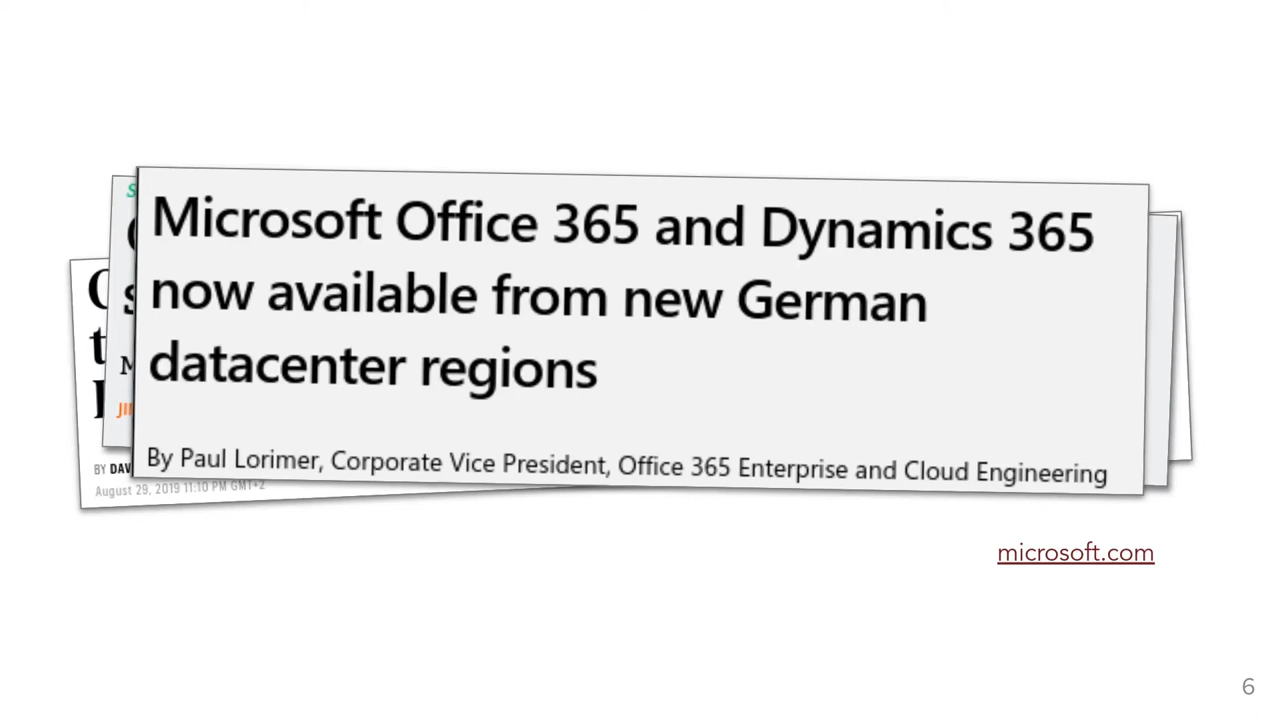 Microsoft Office 365 and Dynamics 365
now available from new German
datacenter regions
By Paul Lorimer, Corporate Vice President, Office 365 Enterprise and Cloud Engineering
BY DAV
August 29, 2019 11:10 PM GMT+2
microsoft.com
6